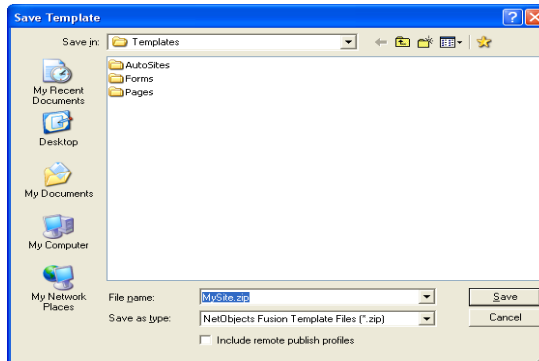 Save Template
Save in: Templates
AutoSites
Forms
Pages
My Recent
Documents
Desktop
My Documents
My Computer
My Network
Places
File name: MySite.zip Save
Save as type: NetObjects Fusion Template Files (*.zip) Cancel
Include remote publish profiles